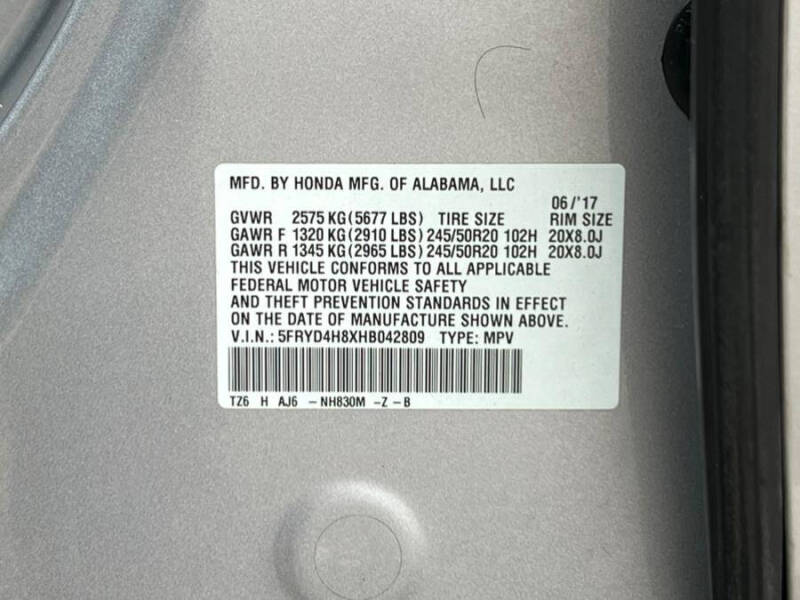 MFD. BY HONDA MFG. OF ALABAMA, LLC
06/'17
GVWR 2575 KG(5677 LBS) TIRE SIZE RIM SIZE
GAWR F 1320 KG(2910 LBS) 245/50R20 102H 20X8.0J
GAWR R 1345 KG(2965 LBS) 245/50R20 102H 20X8.0J
THIS VEHICLE CONFORMS TO ALL APPLICABLE
FEDERAL MOTOR VEHICLE SAFETY
AND THEFT PREVENTION STANDARDS IN EFFECT
ON THE DATE OF MANUFACTURE SHOWN ABOVE.
V.I.N.: 5FRYD4H8XHB042809 TYPE: MPV
TZ6 H AJ6 -NH830M -Z -B